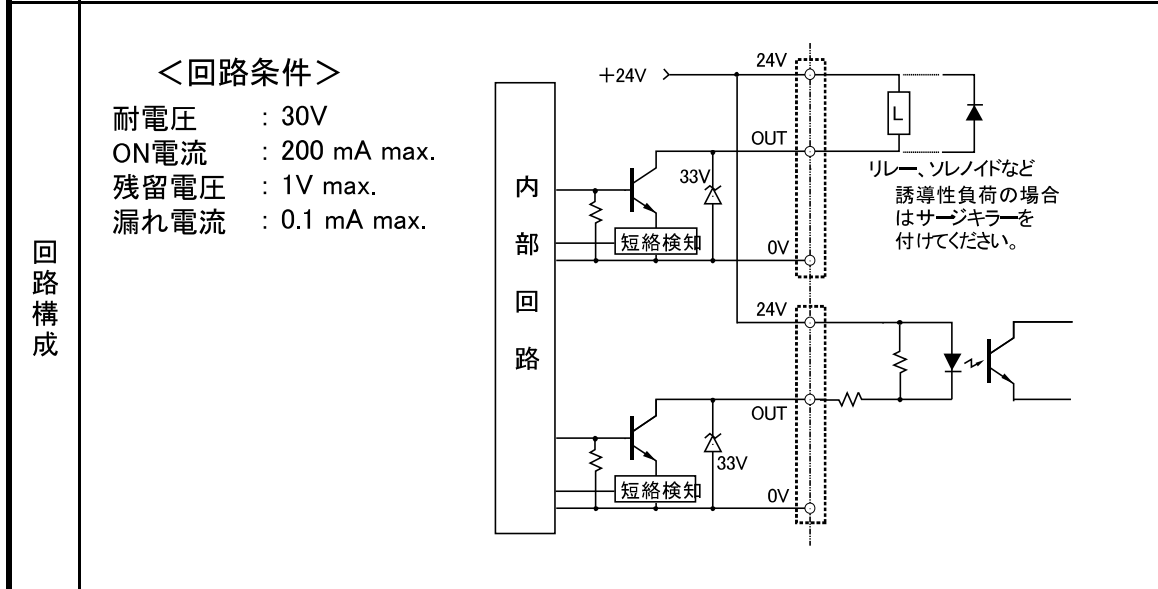 回路構成
＜回路条件＞
耐電圧 : 30V
ON電流 : 200 mA max.
残留電圧 : 1V max.
漏れ電流 : 0.1 mA max.
内部回路
＋24V
24V
L
OUT
33V
短絡検知
0V
リレー、ソレノイドなど
誘導性負荷の場合
はサージキラーを
付けてください。
24V
OUT
33V
短絡検知
0V